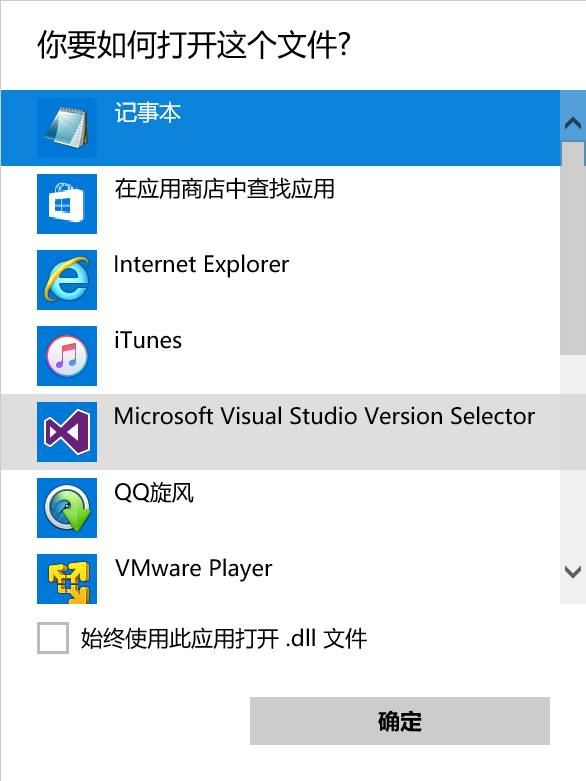 你要如何打开这个文件?
记事本
在应用商店中查找应用
Internet Explorer
iTunes
Microsoft Visual Studio Version Selector
QQ旋风
VMware Player
始终使用此应用打开 .dll 文件
确定